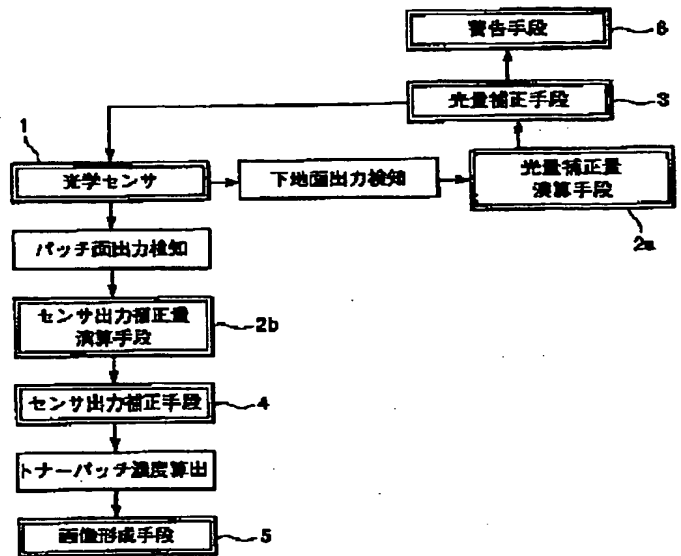 警告手段
6
光量補正手段
3
1
光学センサ
下地面出力検知
光量補正量
演算手段
2a
パッチ面出力検知
センサ出力補正量
演算手段
2b
センサ出力補正手段
4
トナーパッチ濃度算出
画像形成手段
5